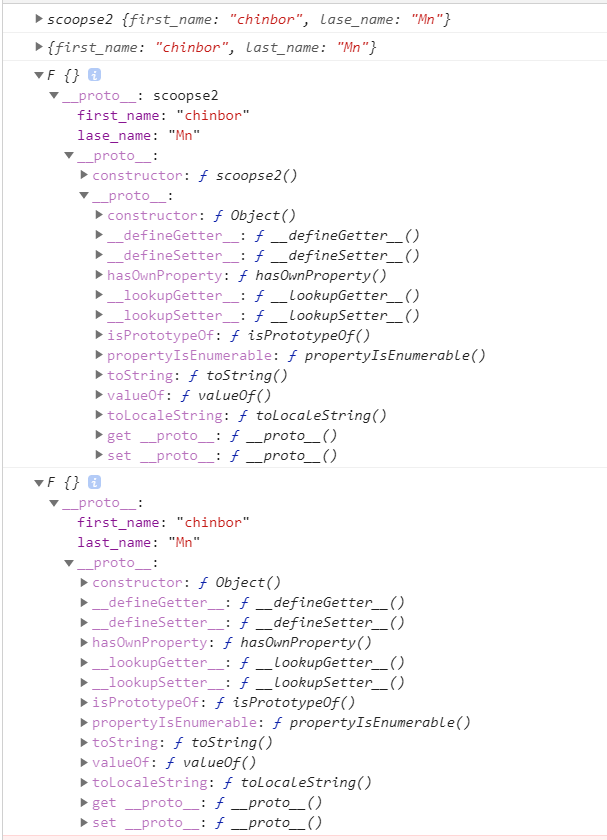 scoopse2 {first_name: "chinbor", lase_name: "Mn"}
{first_name: "chinbor", last_name: "Mn"}
F {} i
__proto__: scoopse2
first_name: "chinbor"
lase_name: "Mn"
__proto__:
constructor: ƒ scoopse2()
__proto__:
constructor: ƒ Object()
__defineGetter__: ƒ __defineGetter__()
__defineSetter__: ƒ __defineSetter__()
hasOwnProperty: ƒ hasOwnProperty()
__lookupGetter__: ƒ __lookupGetter__()
__lookupSetter__: ƒ __lookupSetter__()
isPrototypeOf: ƒ isPrototypeOf()
propertyIsEnumerable: ƒ propertyIsEnumerable()
toString: ƒ toString()
valueOf: ƒ valueOf()
toLocaleString: ƒ toLocaleString()
get __proto__: ƒ __proto__()
set __proto__: ƒ __proto__()
F {} i
__proto__:
first_name: "chinbor"
last_name: "Mn"
__proto__:
constructor: ƒ Object()
__defineGetter__: ƒ __defineGetter__()
__defineSetter__: ƒ __defineSetter__()
hasOwnProperty: ƒ hasOwnProperty()
__lookupGetter__: ƒ __lookupGetter__()
__lookupSetter__: ƒ __lookupSetter__()
isPrototypeOf: ƒ isPrototypeOf()
propertyIsEnumerable: ƒ propertyIsEnumerable()
toString: ƒ toString()
valueOf: ƒ valueOf()
toLocaleString: ƒ toLocaleString()
get __proto__: ƒ __proto__()
set __proto__: ƒ __proto__()